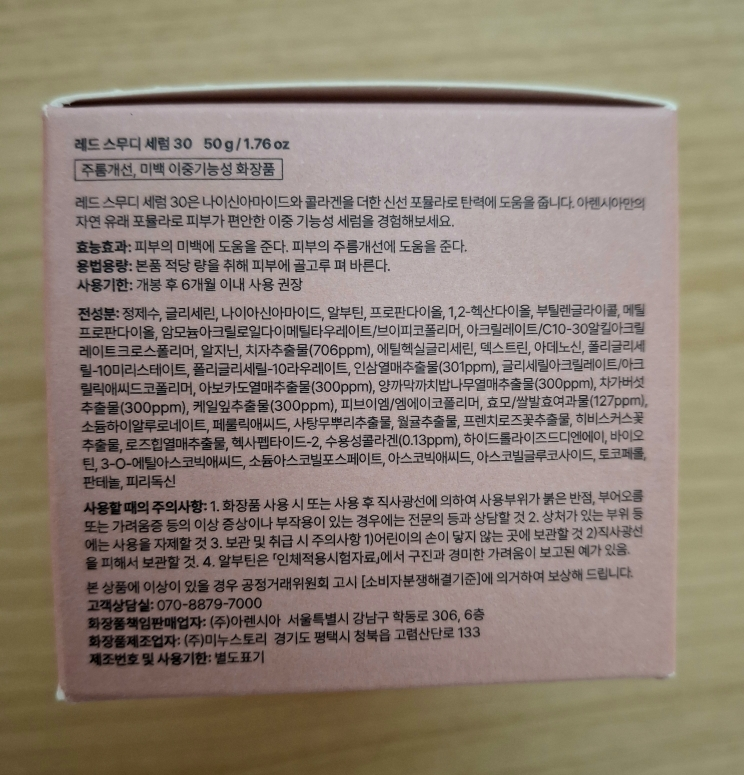 레드 스무디 세럼 30 50 g / 1.76 oz
주름개선, 미백 이중기능성 화장품
레드 스무디 세럼 30은 나이신아마이드와 콜라겐을 더한 신선 포뮬라로 탄력에 도움을 줍니다. 아렌시아만의
자연 유래 포뮬라로 피부가 편안한 이중 기능성 세럼을 경험해보세요.
효능효과: 피부의 미백에 도움을 준다. 피부의 주름개선에 도움을 준다.
용법용량: 본품 적당 량을 취해 피부에 골고루 펴 바른다.
사용기한: 개봉 후 6개월 이내 사용 권장
전성분: 정제수, 글리세린, 나이아신아마이드, 알부틴, 프로판다이올, 1,2-헥산다이올, 부틸렌글라이콜, 메틸
프로판다이올, 암모늄아크릴로일다이메틸타우레이트/브이피코폴리머, 아크릴레이트/C10-30알킬아크릴
레이트크로스폴리머, 알지닌, 치자추출물(706ppm), 에틸헥실글리세린, 덱스트린, 아데노신, 폴리글리세
릴-10미리스테이트, 폴리글리세릴-10라우레이트, 인삼열매추출물(301ppm), 글리세릴아크릴레이트/아크
릴릭애씨드코폴리머, 아보카도열매추출물(300ppm), 양까막까치밥나무열매추출물(300ppm), 차가버섯
추출물(300ppm), 케일잎추출물(300ppm), 피브이엠/엠에이코폴리머, 효모/쌀발효여과물(127ppm),
소듐하이알루로네이트, 페룰릭애씨드, 사탕무뿌리추출물, 월귤추출물, 프렌치로즈꽃추출물, 히비스커스꽃
추출물, 로즈힙열매추출물, 헥사펩타이드-2, 수용성콜라겐(0.13ppm), 하이드롤라이즈드디엔에이, 바이오
틴, 3-O-에틸아스코빅애씨드, 소듐아스코빌포스페이트, 아스코빅애씨드, 아스코빌글루코사이드, 토코페롤,
판테놀, 피리독신
사용할 때의 주의사항: 1. 화장품 사용 시 또는 사용 후 직사광선에 의하여 사용부위가 붉은 반점, 부어오름
또는 가려움증 등의 이상 증상이나 부작용이 있는 경우에는 전문의 등과 상담할 것 2. 상처가 있는 부위 등
에는 사용을 자제할 것 3. 보관 및 취급 시 주의사항 1)어린이의 손이 닿지 않는 곳에 보관할 것 2)직사광선
을 피해서 보관할 것. 4. 알부틴은 「인체적용시험자료」에서 구진과 경미한 가려움이 보고된 예가 있음.
본 상품에 이상이 있을 경우 공정거래위원회 고시 [소비자분쟁해결기준]에 의거하여 보상해 드립니다.
고객상담실: 070-8879-7000
화장품책임판매업자: (주)아렌시아 서울특별시 강남구 학동로 306, 6층
화장품제조업자: (주)미누스토리 경기도 평택시 청북읍 고렴산단로 133
제조번호 및 사용기한: 별도표기